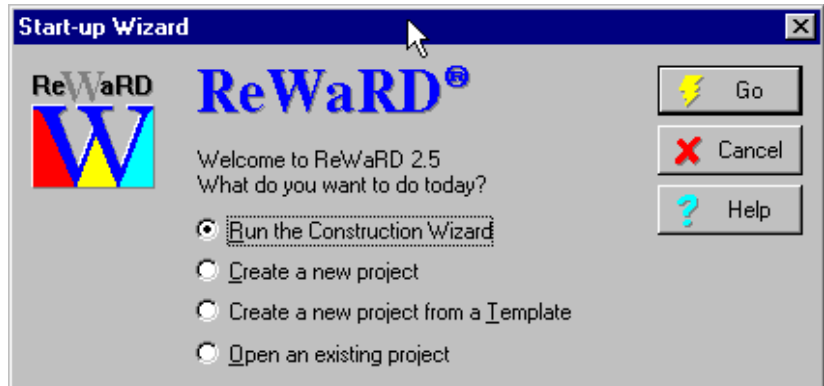 Start-up Wizard
ReWaRD
W
ReWaRD®
Welcome to ReWaRD 2.5
What do you want to do today?
Run the Construction Wizard
Create a new project
Create a new project from a Template
Open an existing project
Go
Cancel
? Help